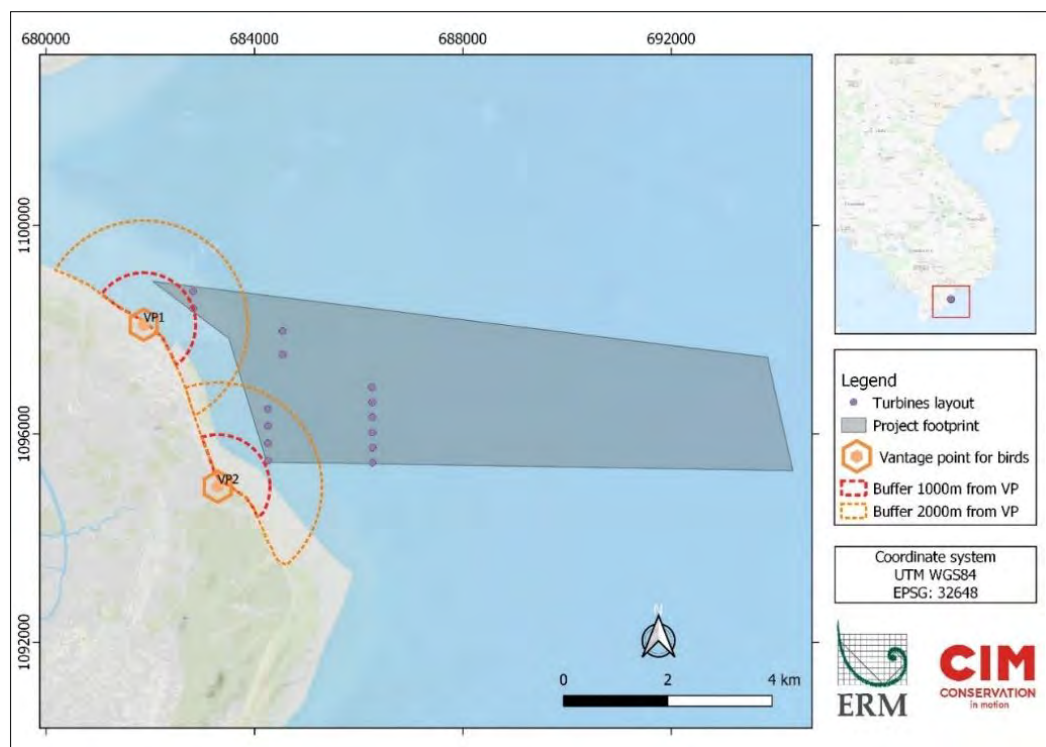 680000
684000
688000
692000
1100000
1096000
1092000
VP1
VP2
N
0
2
4 km
Legend
Turbines layout
Project footprint
Vantage point for birds
Buffer 1000m from VP
Buffer 2000m from VP
Coordinate system
UTM WGS84
EPSG: 32648
ERM
CIM
CONSERVATION
in motion